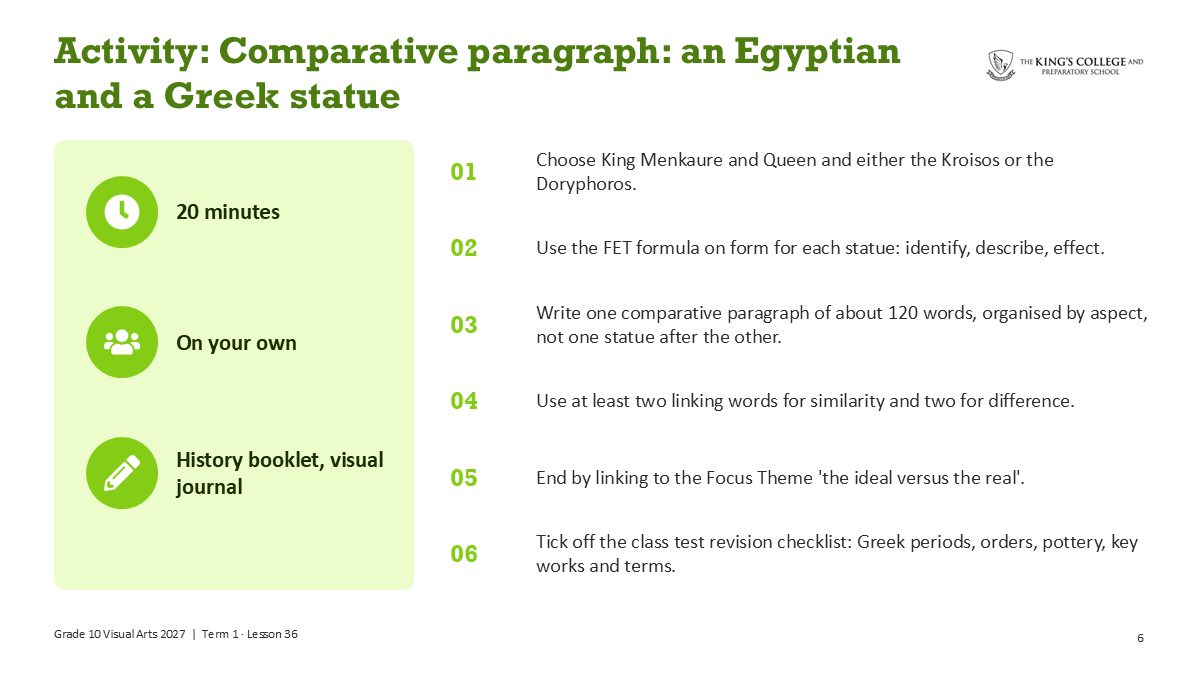 Activity: Comparative paragraph: an Egyptian
and a Greek statue
THE KING'S COLLEGE AND
PREPARATORY SCHOOL
20 minutes
On your own
History booklet, visual
journal
01
Choose King Menkaure and Queen and either the Kroisos or the
Doryphoros.
02
Use the FET formula on form for each statue: identify, describe, effect.
03
Write one comparative paragraph of about 120 words, organised by aspect,
not one statue after the other.
04
Use at least two linking words for similarity and two for difference.
05
End by linking to the Focus Theme 'the ideal versus the real'.
06
Tick off the class test revision checklist: Greek periods, orders, pottery, key
works and terms.
Grade 10 Visual Arts 2027 | Term 1 · Lesson 36
6